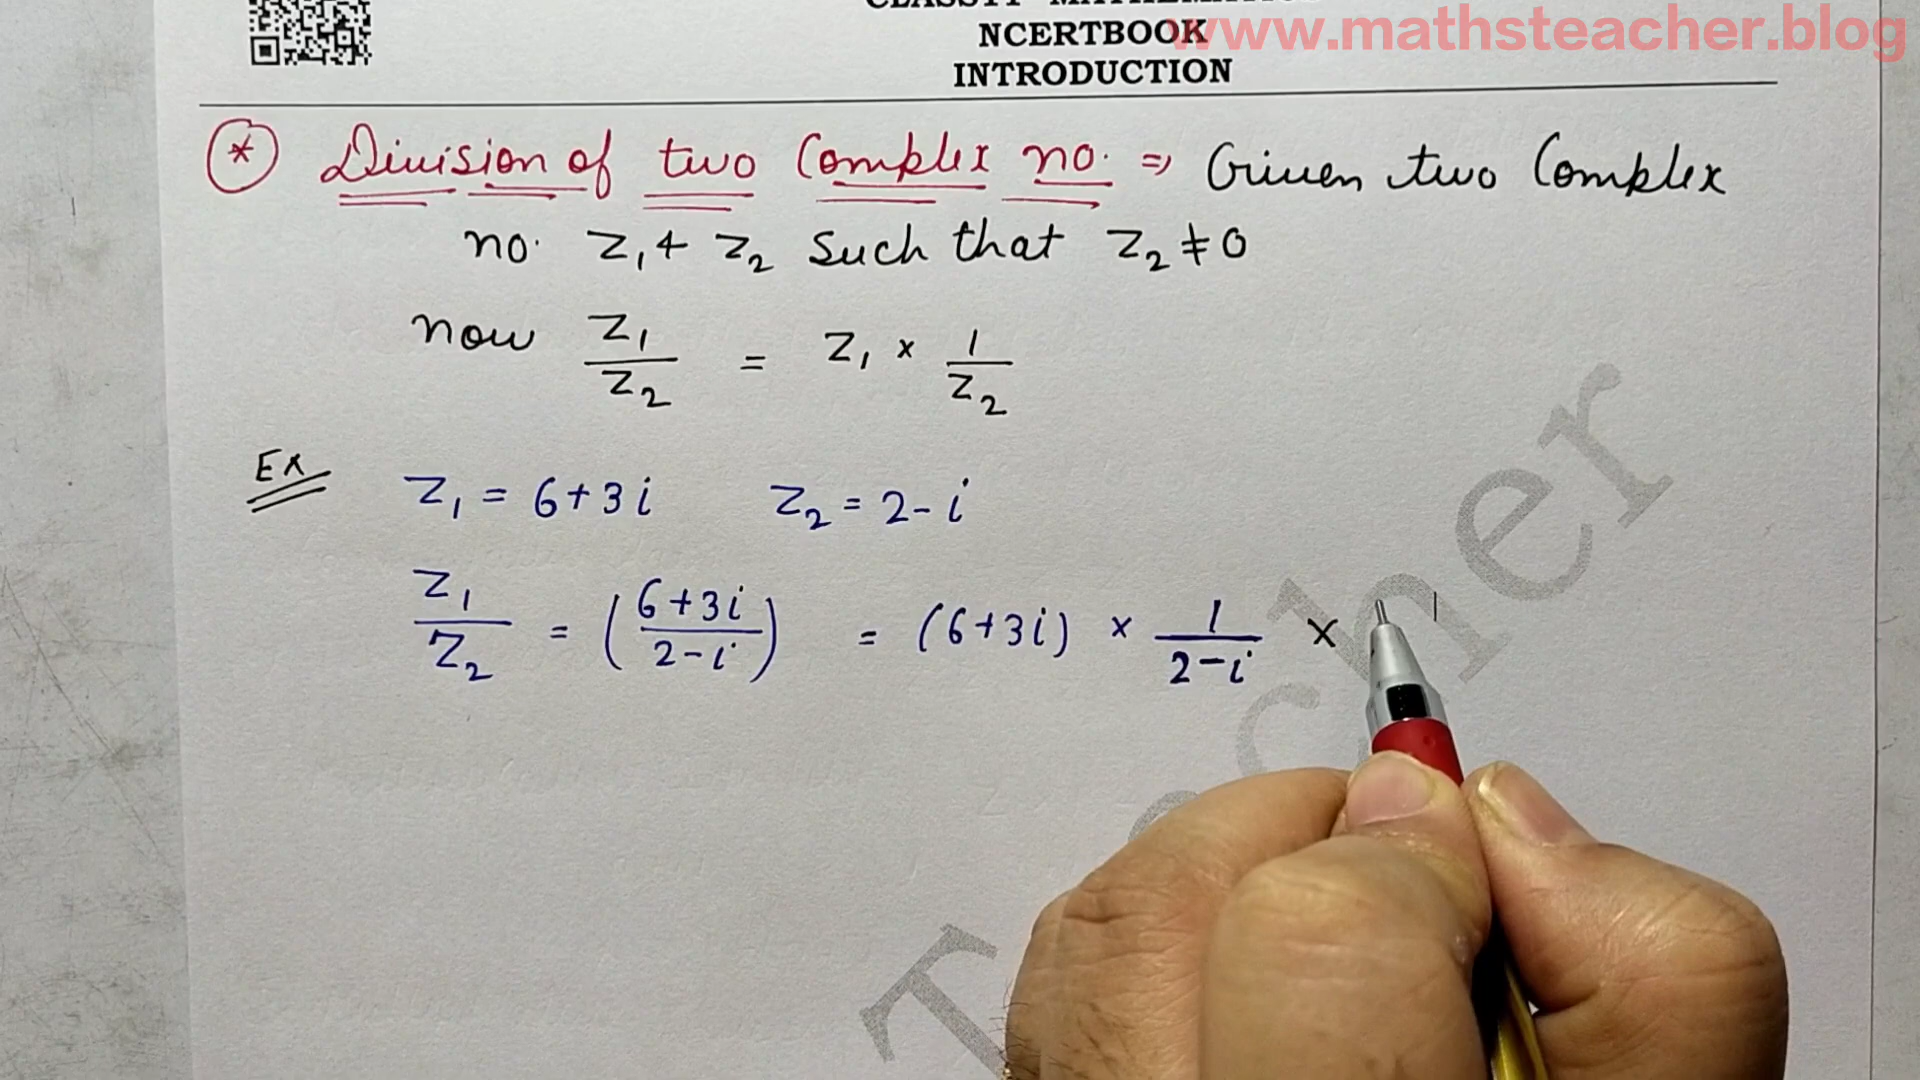 www.mathsteacher.blog
NCERTBOOK
INTRODUCTION
* Division of two Complex no. ⇒ Given two Complex
no. z₁ & z₂ such that z₂ ≠ 0
now z₁/z₂ = z₁ × 1/z₂
Ex z₁ = 6+3i z₂ = 2-i
z₁/z₂ = (6+3i/2-i) = (6+3i) × 1/2-i ×